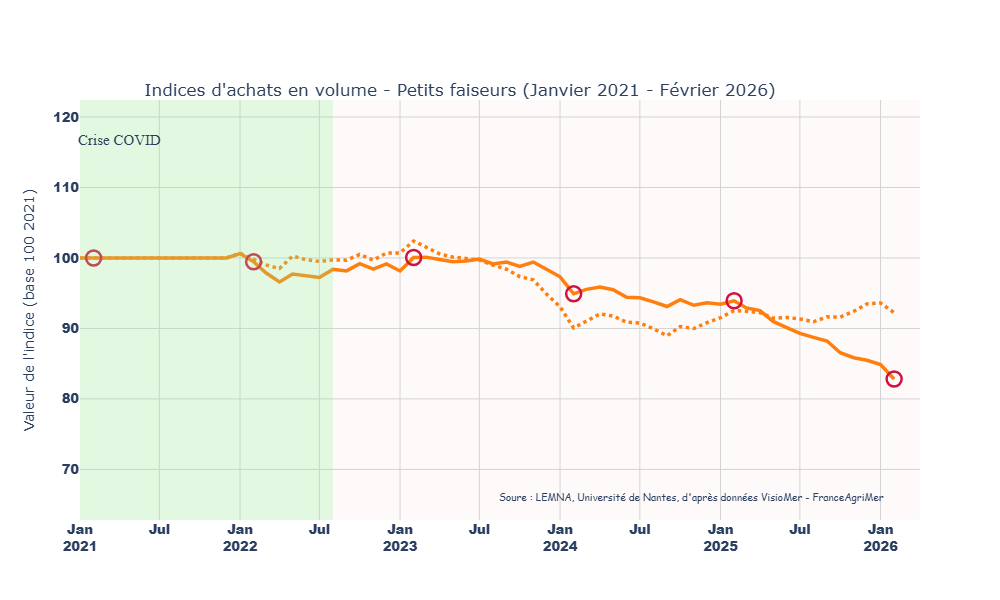 Indices d'achats en volume - Petits faiseurs (Janvier 2021 - Février 2026)
120
Crise COVID
110
100
90
80
70
Valeur de l'indice (base 100 2021)
Soure : LEMNA, Université de Nantes, d'après données VisioMer - FranceAgriMer
Jan Jul Jan Jul Jan Jul Jan Jul Jan Jul Jan
2021 2022 2023 2024 2025 2026